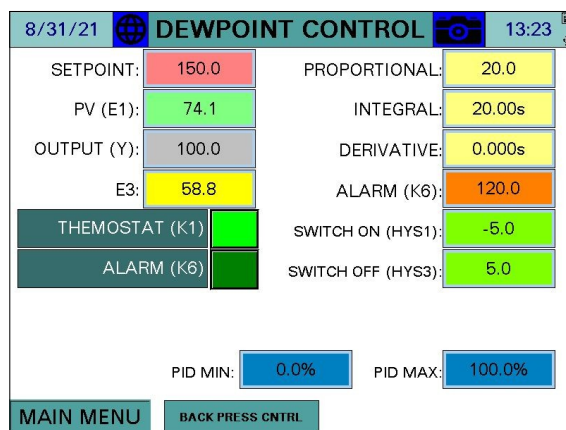 8/31/21 DEWPOINT CONTROL 13:23
SETPOINT: 150.0 PROPORTIONAL: 20.0
PV (E1): 74.1 INTEGRAL: 20.00s
OUTPUT (Y): 100.0 DERIVATIVE: 0.000s
E3: 58.8 ALARM (K6): 120.0
THEMOSTAT (K1) SWITCH ON (HYS1): -5.0
ALARM (K6) SWITCH OFF (HYS3): 5.0
PID MIN: 0.0% PID MAX: 100.0%
MAIN MENU BACK PRESS CNTRL